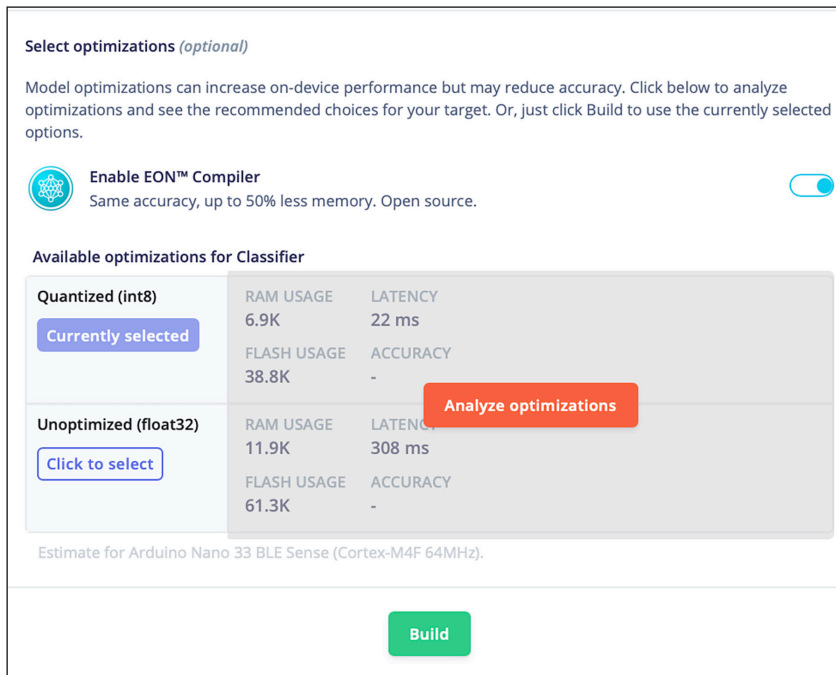 Select optimizations (optional)
Model optimizations can increase on-device performance but may reduce accuracy. Click below to analyze
optimizations and see the recommended choices for your target. Or, just click Build to use the currently selected
options.
Enable EON™ Compiler
Same accuracy, up to 50% less memory. Open source.
Available optimizations for Classifier
Quantized (int8)
Currently selected
RAM USAGE LATENCY
6.9K 22 ms
FLASH USAGE ACCURACY
38.8K -
Analyze optimizations
Unoptimized (float32)
Click to select
RAM USAGE LATENCY
11.9K 308 ms
FLASH USAGE ACCURACY
61.3K -
Estimate for Arduino Nano 33 BLE Sense (Cortex-M4F 64MHz).
Build